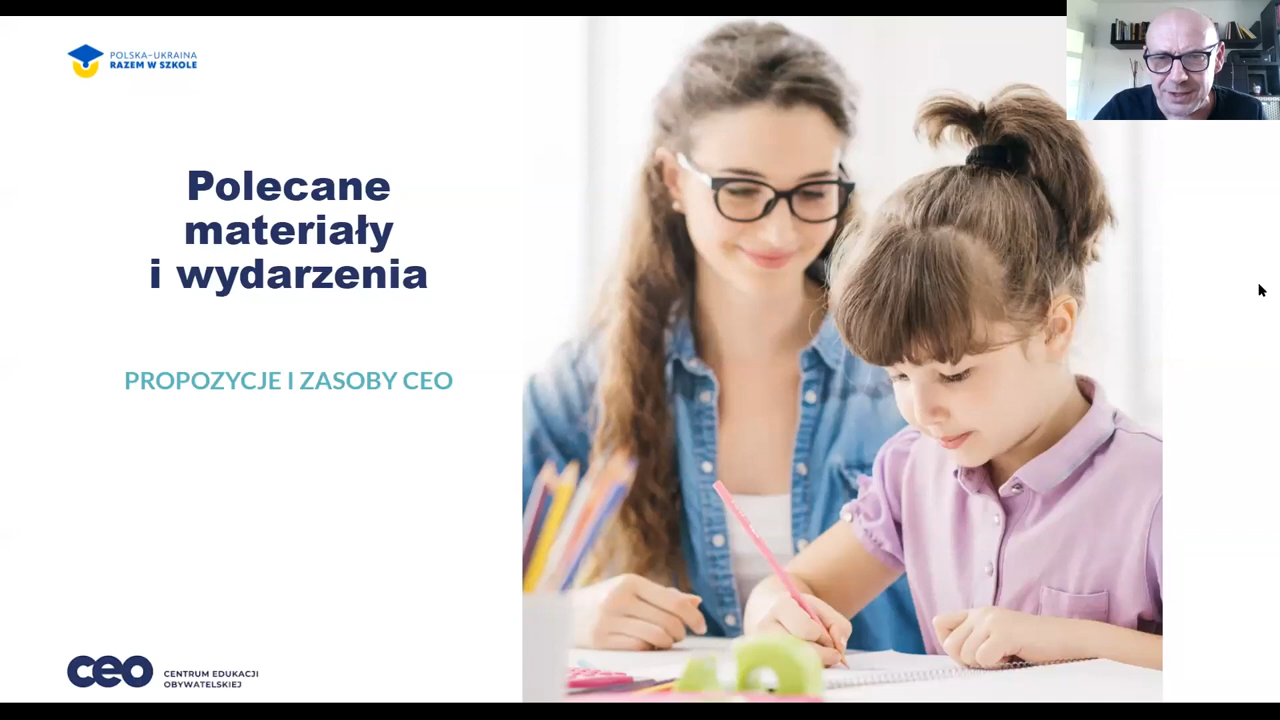 POLSKA–UKRAINA
RAZEM W SZKOLE
Polecane
materiały
i wydarzenia
PROPOZYCJE I ZASOBY CEO
ceo CENTRUM EDUKACJI
OBYWATELSKIEJ